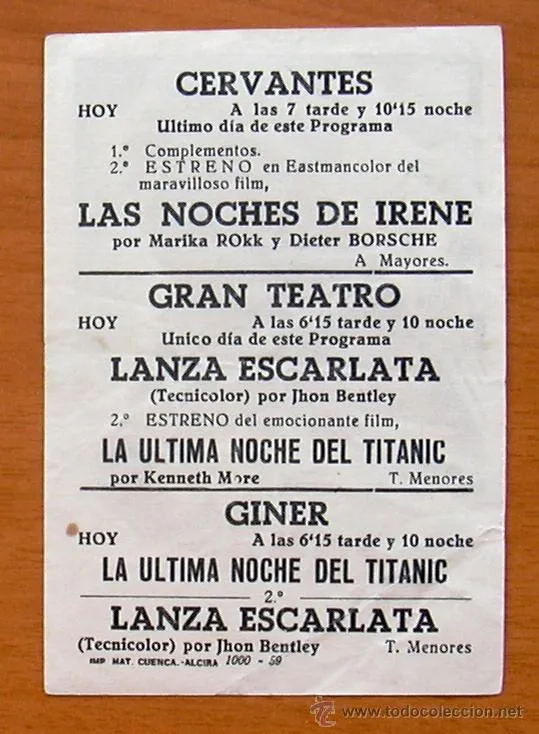 CERVANTES
HOY A las 7 tarde y 10'15 noche
Ultimo día de este Programa
1.º Complementos.
2.º ESTRENO en Eastmancolor del
maravilloso film,
LAS NOCHES DE IRENE
por Marika ROkk y Dieter BORSCHE
A Mayores.
GRAN TEATRO
HOY A las 6'15 tarde y 10 noche
Unico día de este Programa
LANZA ESCARLATA
(Tecnicolor) por Jhon Bentley
2.º ESTRENO del emocionante film,
LA ULTIMA NOCHE DEL TITANIC
por Kenneth More T. Menores
GINER
HOY A las 6'15 tarde y 10 noche
LA ULTIMA NOCHE DEL TITANIC
2.º
LANZA ESCARLATA
(Tecnicolor) por Jhon Bentley T. Menores
IMP MAT. CUENCA.-ALCIRA 1000 - 59
www.todocoleccion.net